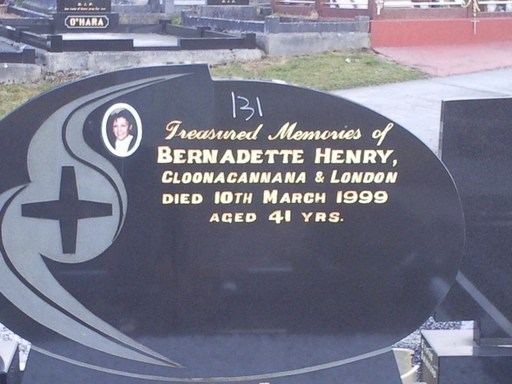 R.I.P.
O'HARA
131
Treasured Memories of
BERNADETTE HENRY,
CLOONACANNANA & LONDON
DIED 10TH MARCH 1999
AGED 41 YRS.